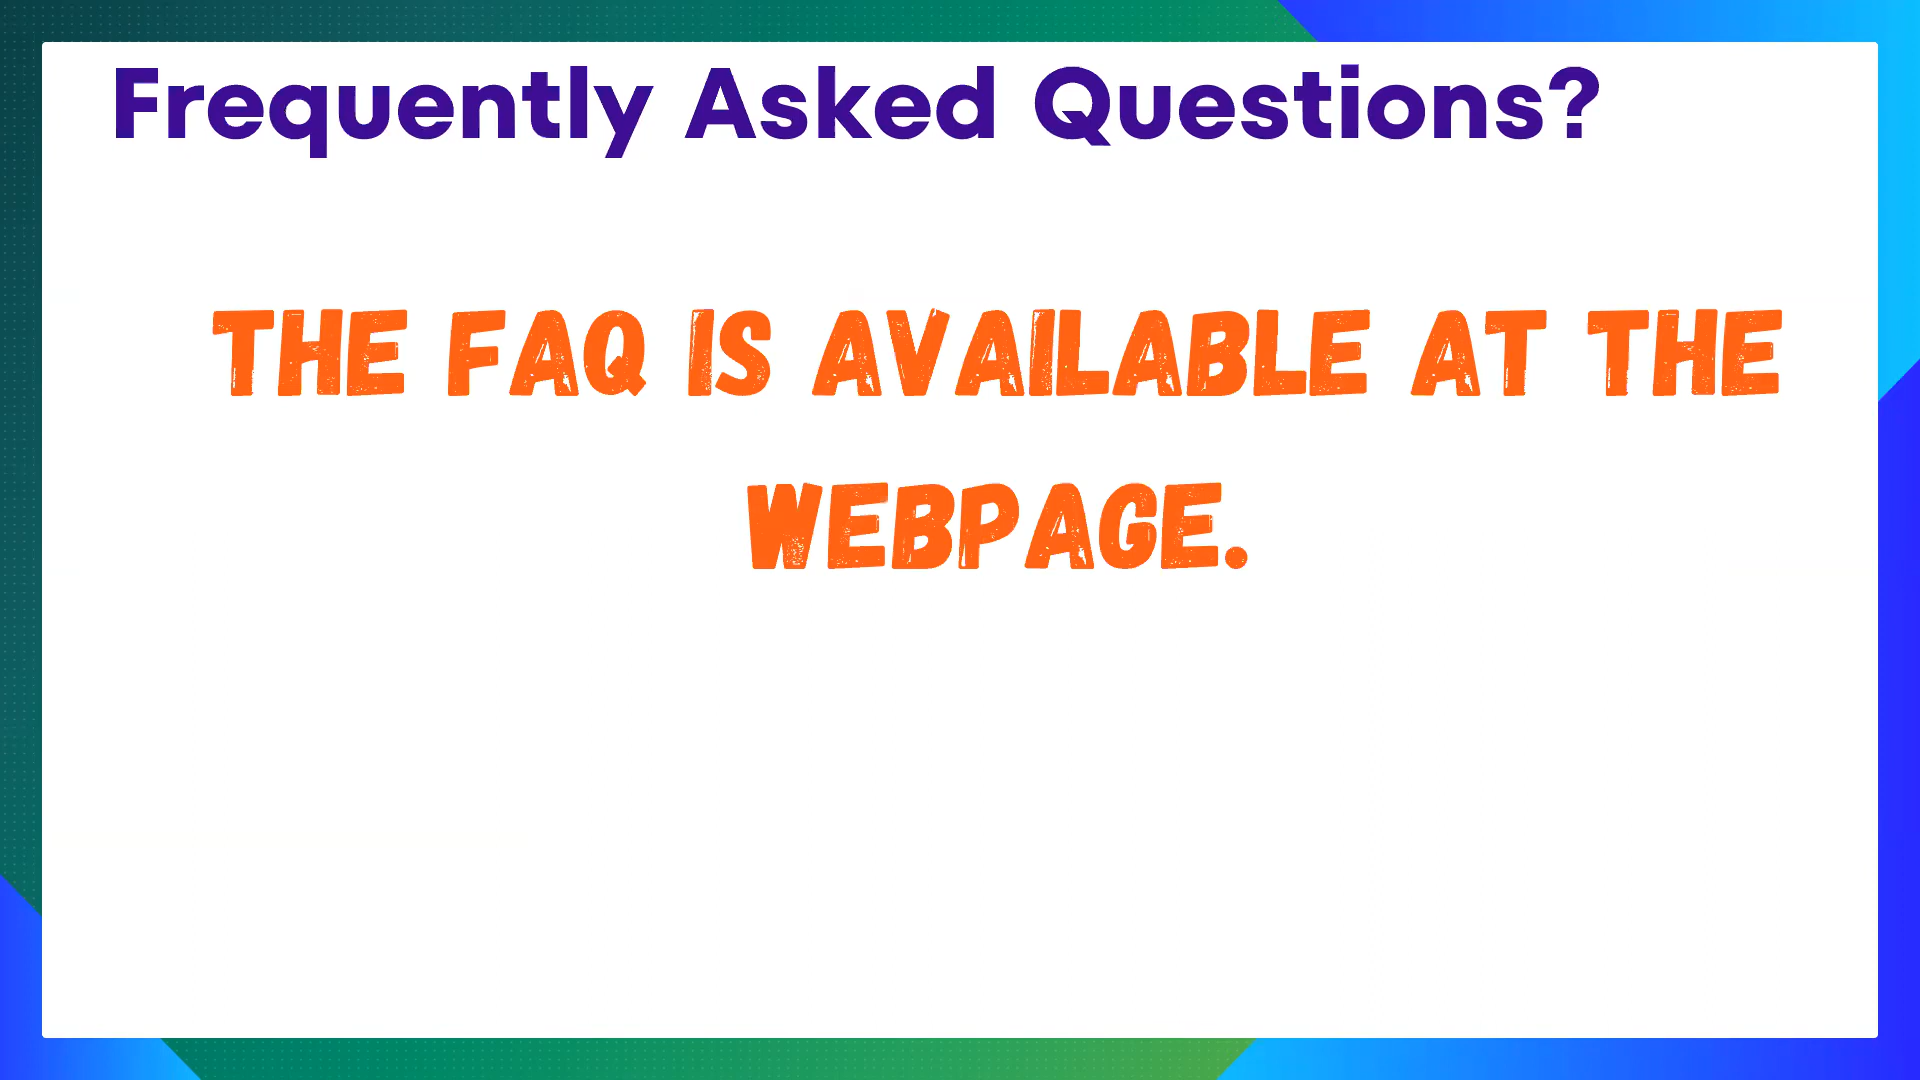 Frequently Asked Questions?
THE FAQ IS AVAILABLE AT THE
WEBPAGE.